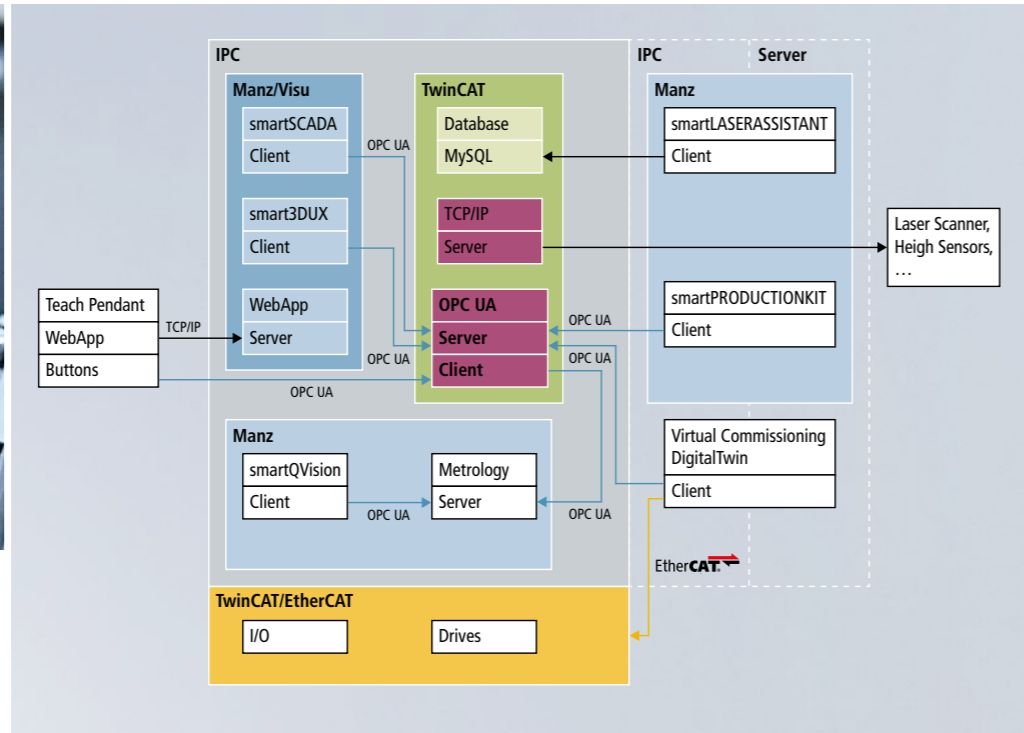 IPC
Manz/Visu
smartSCADA
Client
smart3DUX
Client
WebApp
Server
OPC UA
TwinCAT
Database
MySQL
TCP/IP
Server
OPC UA
Server
Client
OPC UA
OPC UA
OPC UA
IPC
Server
Manz
smartLASERASSISTANT
Client
smartPRODUCTIONKIT
Client
Laser Scanner,
Heigh Sensors,
...
Teach Pendant
WebApp
Buttons
TCP/IP
OPC UA
Manz
smartQVision
Client
OPC UA
Metrology
Server
OPC UA
Virtual Commissioning
DigitalTwin
Client
EtherCAT.
TwinCAT/EtherCAT
I/O
Drives